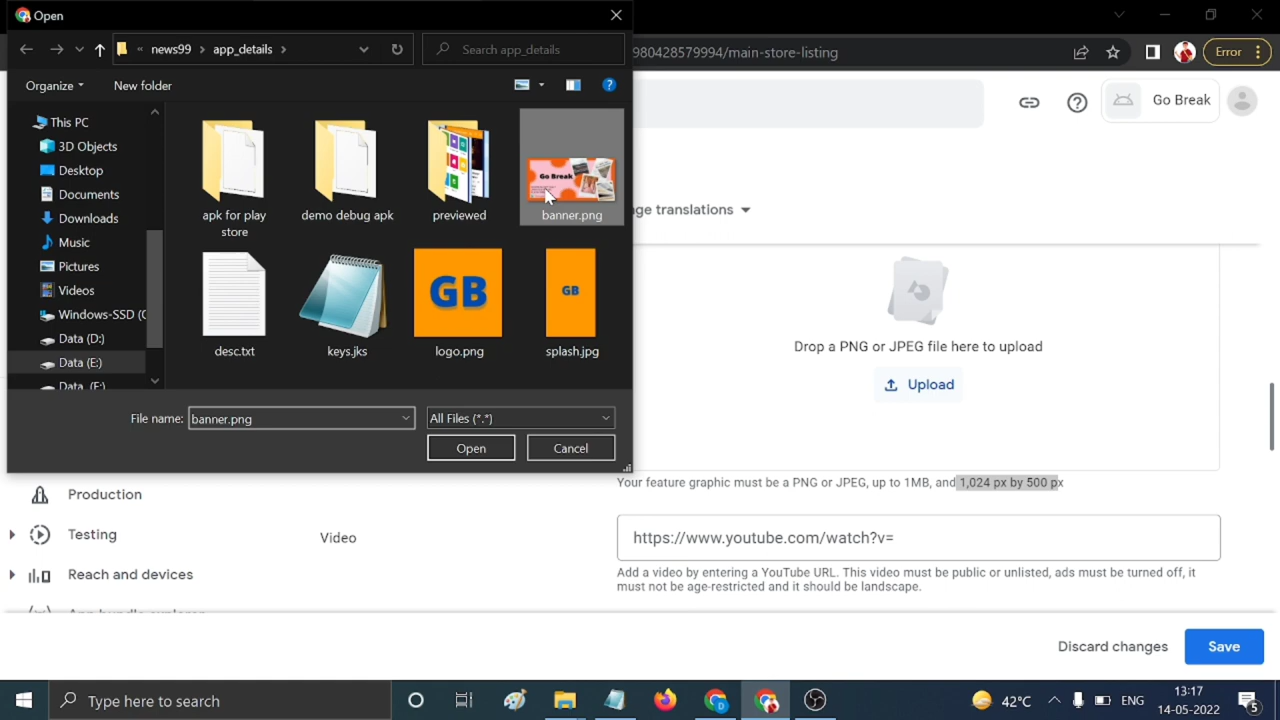 Open
« news99 › app_details ›
Search app_details
980428579994/main-store-listing
Error
Organize
New folder
Go Break
This PC
3D Objects
Desktop
Documents
Downloads
Music
Pictures
Videos
Windows-SSD (C
Data (D:)
Data (E:)
Data (F:)
apk for play
store
demo debug apk
previewed
Go Break
banner.png
desc.txt
keys.jks
GB
logo.png
GB
splash.jpg
File name:
banner.png
All Files (*.*)
Open
Cancel
ge translations
Drop a PNG or JPEG file here to upload
Upload
Your feature graphic must be a PNG or JPEG, up to 1MB, and 1,024 px by 500 px
Production
Testing
Reach and devices
Video
https://www.youtube.com/watch?v=
Add a video by entering a YouTube URL. This video must be public or unlisted, ads must be turned off, it
must not be age-restricted and it should be landscape.
Discard changes
Save
Type here to search
D
42°C
ENG
13:17
14-05-2022
5